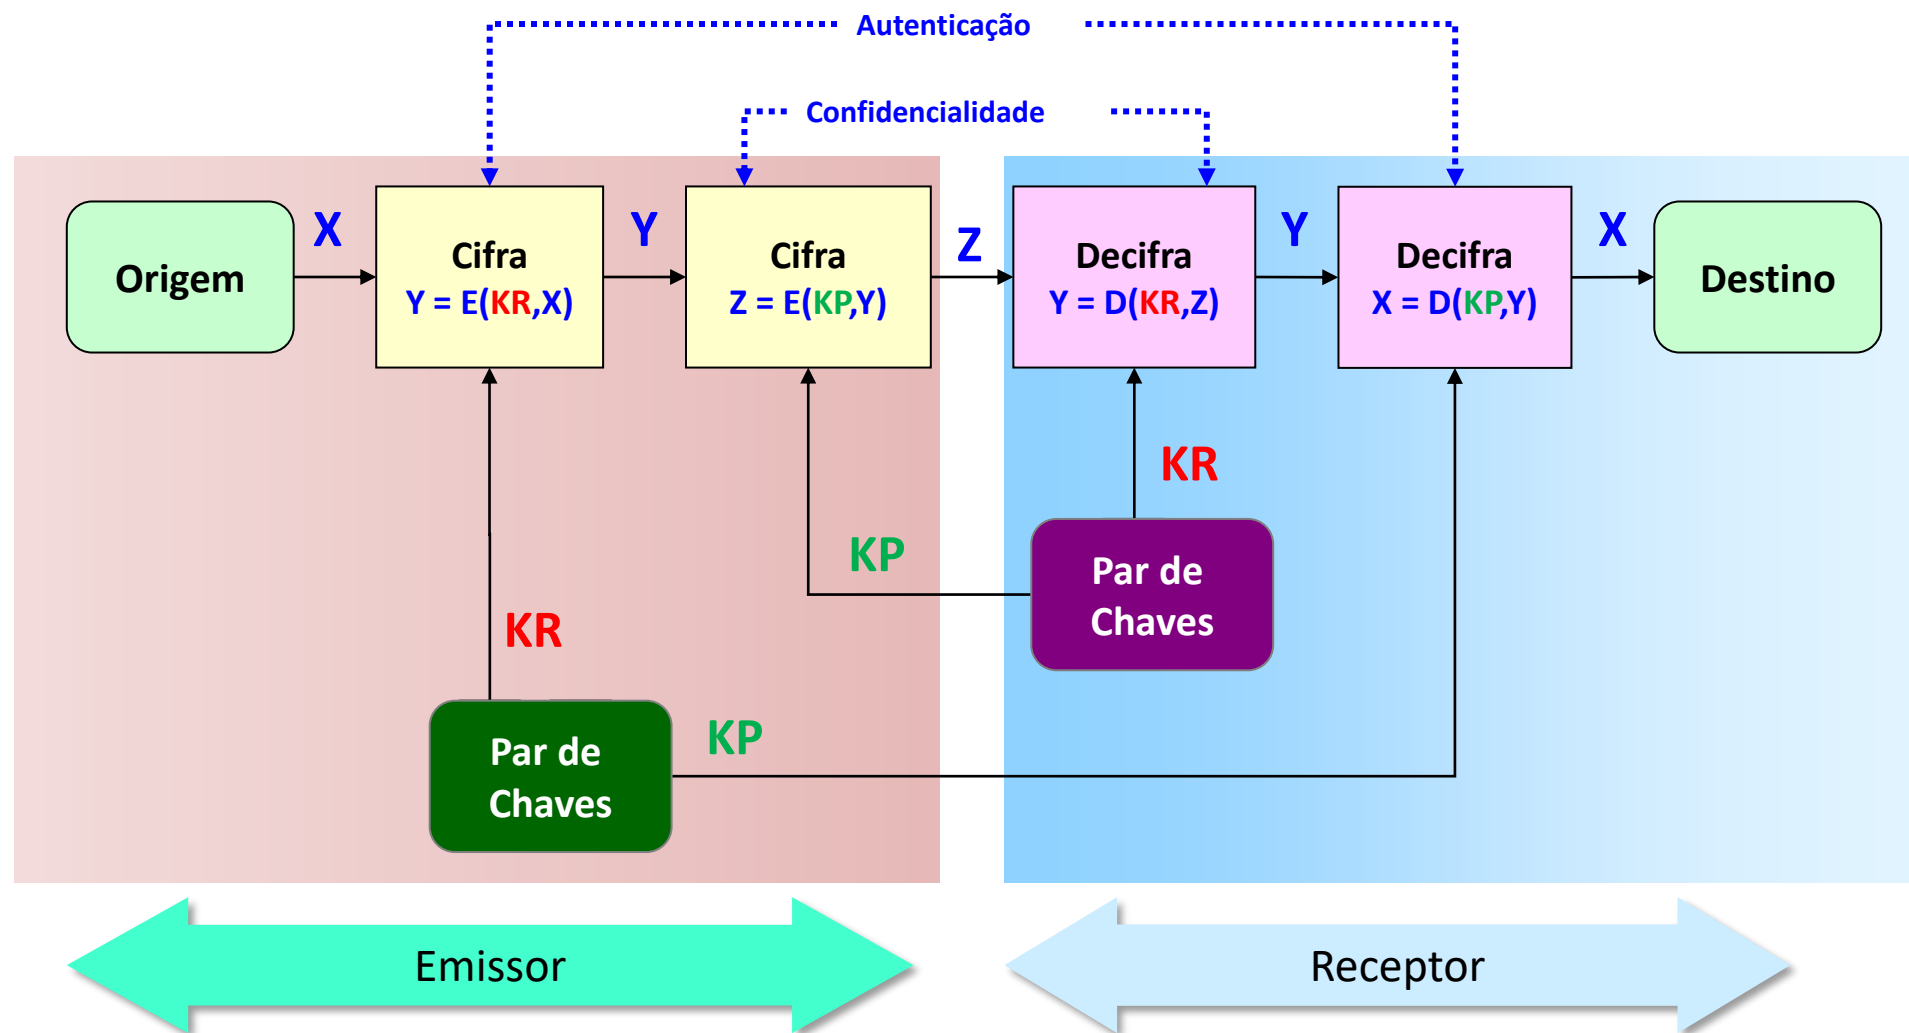 Autenticação
Confidencialidade
Origem
X
Cifra
Y = E(KR,X)
Y
Cifra
Z = E(KP,Y)
Z
Decifra
Y = D(KR,Z)
Y
Decifra
X = D(KP,Y)
X
Destino
KR
KP
Par de
Chaves
KR
Par de
Chaves
KP
Emissor
Receptor